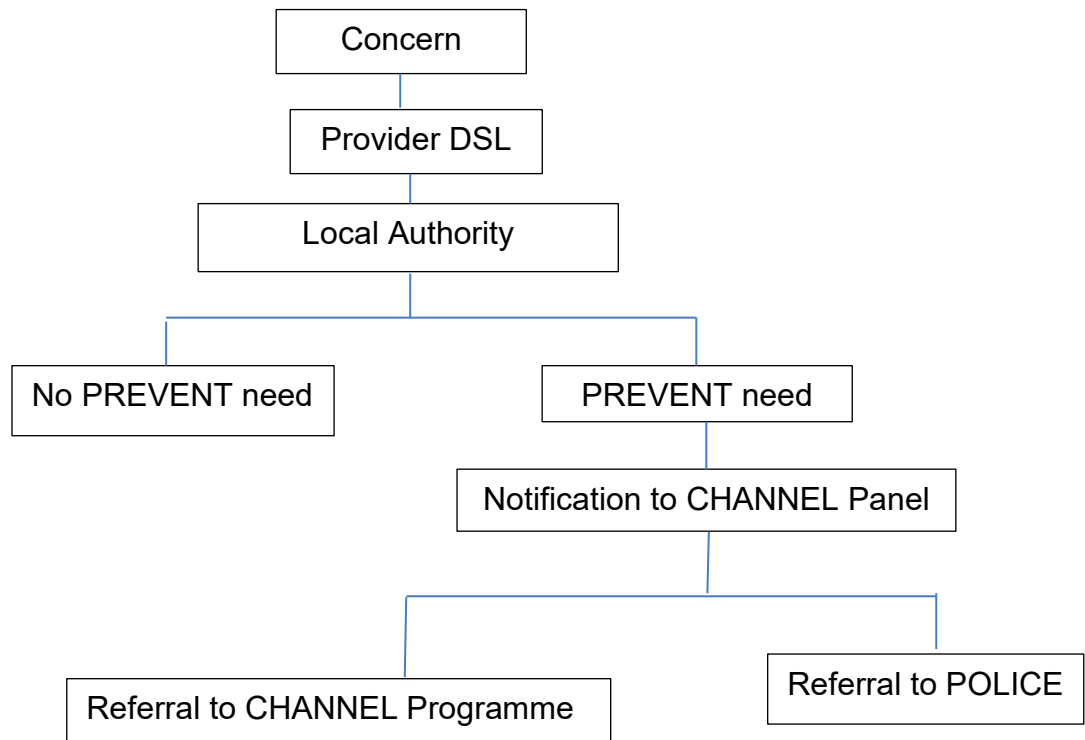 Concern
Provider DSL
Local Authority
No PREVENT need
PREVENT need
Notification to CHANNEL Panel
Referral to CHANNEL Programme
Referral to POLICE